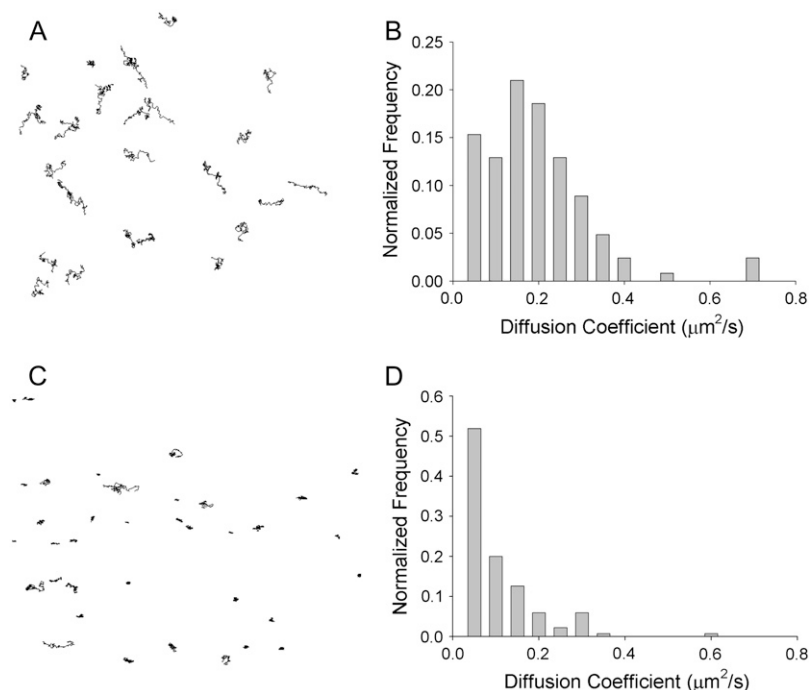 A
B
0.25
0.20
0.15
0.10
0.05
0.00
Normalized Frequency
0.0 0.2 0.4 0.6 0.8
Diffusion Coefficient (μm²/s)
C
D
0.6
0.5
0.4
0.3
0.2
0.1
0.0
Normalized Frequency
0.0 0.2 0.4 0.6 0.8
Diffusion Coefficient (μm²/s)